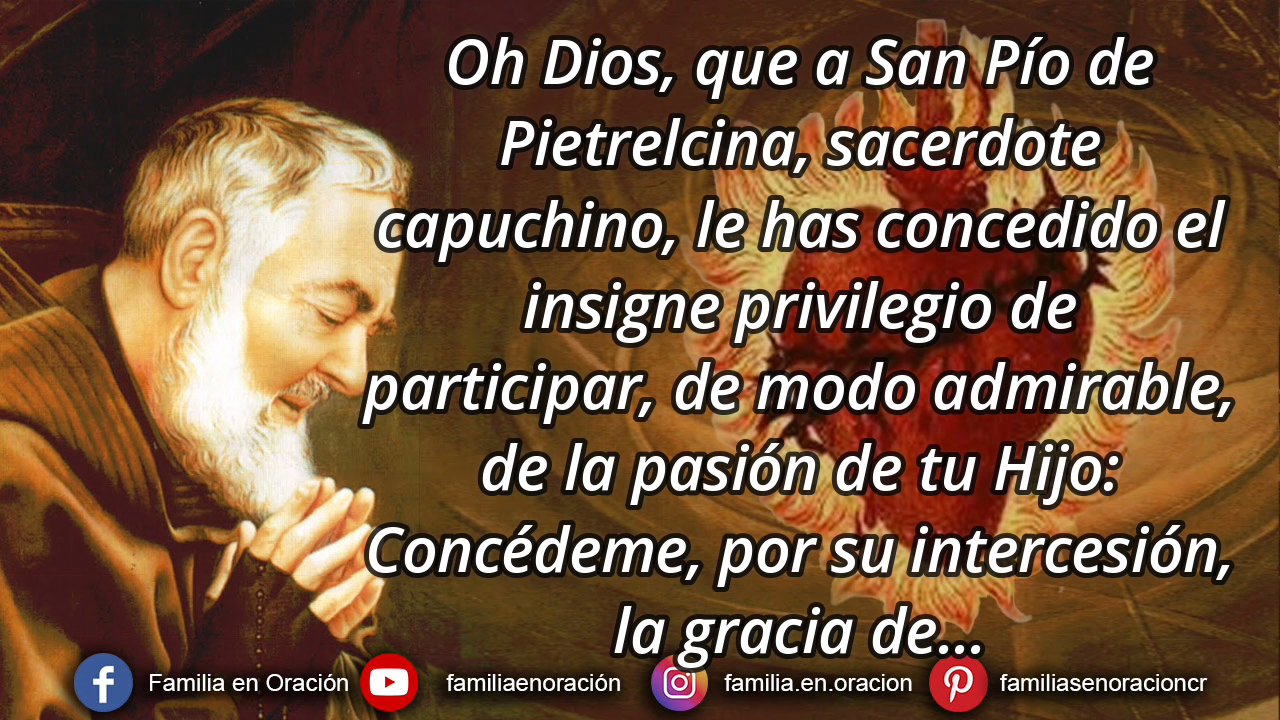 Oh Dios, que a San Pío de
Pietrelcina, sacerdote
capuchino, le has concedido el
insigne privilegio de
participar, de modo admirable,
de la pasión de tu Hijo:
Concédeme, por su intercesión,
la gracia de...
Familia en Oración familiaenoración familia.en.oracion familiasenoracioncr